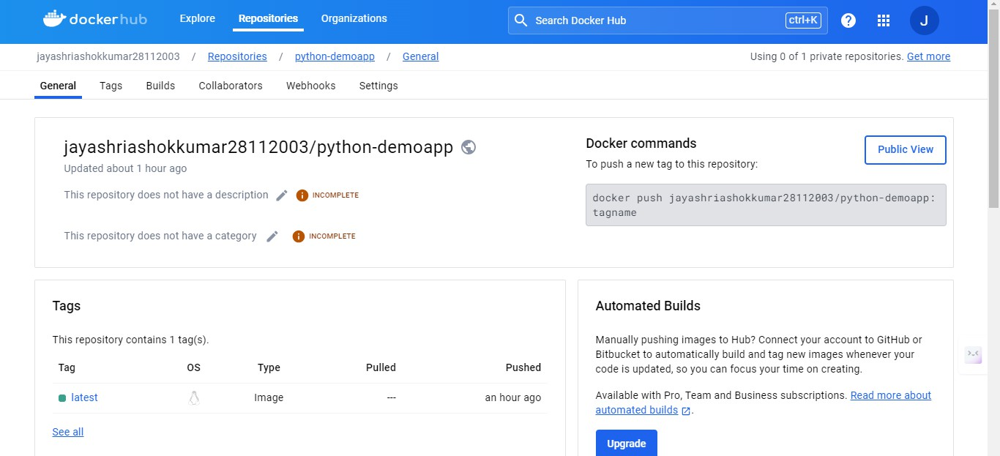 dockerhub Explore Repositories Organizations Search Docker Hub ctrl+K ? J
jayashriashokkumar28112003 / Repositories / python-demoapp / General Using 0 of 1 private repositories. Get more
General Tags Builds Collaborators Webhooks Settings
jayashriashokkumar28112003/python-demoapp
Updated about 1 hour ago
This repository does not have a description INCOMPLETE
This repository does not have a category INCOMPLETE
Docker commands
Public View
To push a new tag to this repository:
docker push jayashriashokkumar28112003/python-demoapp:
tagname
Tags
This repository contains 1 tag(s).
Tag OS Type Pulled Pushed
latest Image --- an hour ago
See all
Automated Builds
Manually pushing images to Hub? Connect your account to GitHub or
Bitbucket to automatically build and tag new images whenever your
code is updated, so you can focus your time on creating.
Available with Pro, Team and Business subscriptions. Read more about
automated builds .
Upgrade